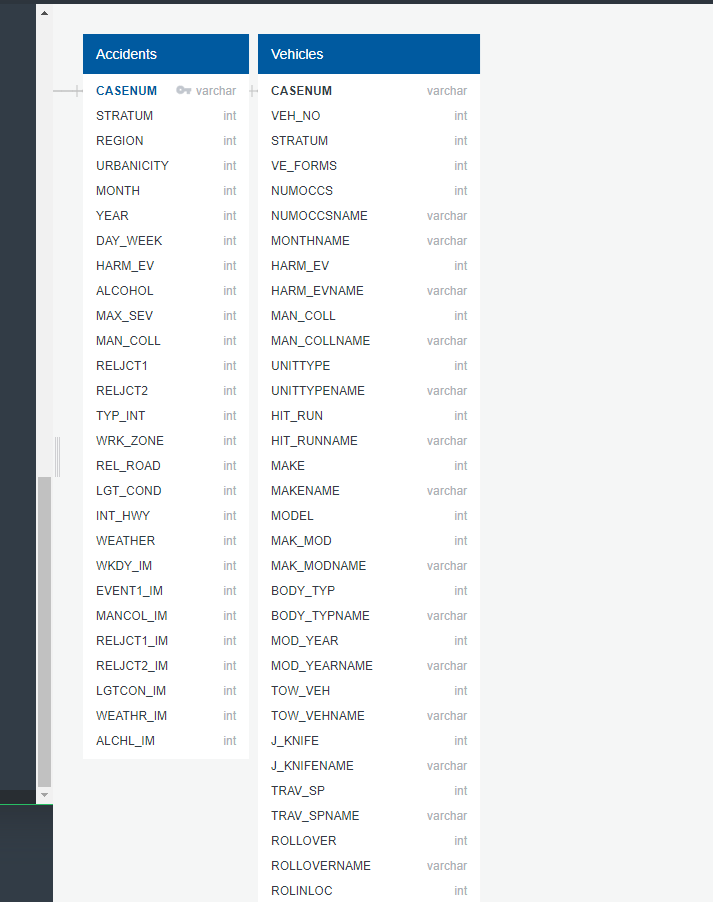 Accidents
CASENUM varchar
STRATUM int
REGION int
URBANICITY int
MONTH int
YEAR int
DAY_WEEK int
HARM_EV int
ALCOHOL int
MAX_SEV int
MAN_COLL int
RELJCT1 int
RELJCT2 int
TYP_INT int
WRK_ZONE int
REL_ROAD int
LGT_COND int
INT_HWY int
WEATHER int
WKDY_IM int
EVENT1_IM int
MANCOL_IM int
RELJCT1_IM int
RELJCT2_IM int
LGTCON_IM int
WEATHR_IM int
ALCHL_IM int
Vehicles
CASENUM varchar
VEH_NO int
STRATUM int
VE_FORMS int
NUMOCCS int
NUMOCCSNAME varchar
MONTHNAME varchar
HARM_EV int
HARM_EVNAME varchar
MAN_COLL int
MAN_COLLNAME varchar
UNITTYPE int
UNITTYPENAME varchar
HIT_RUN int
HIT_RUNNAME varchar
MAKE int
MAKENAME varchar
MODEL int
MAK_MOD int
MAK_MODNAME varchar
BODY_TYP int
BODY_TYPNAME varchar
MOD_YEAR int
MOD_YEARNAME varchar
TOW_VEH int
TOW_VEHNAME varchar
J_KNIFE int
J_KNIFENAME varchar
TRAV_SP int
TRAV_SPNAME varchar
ROLLOVER int
ROLLOVERNAME varchar
ROLINLOC int